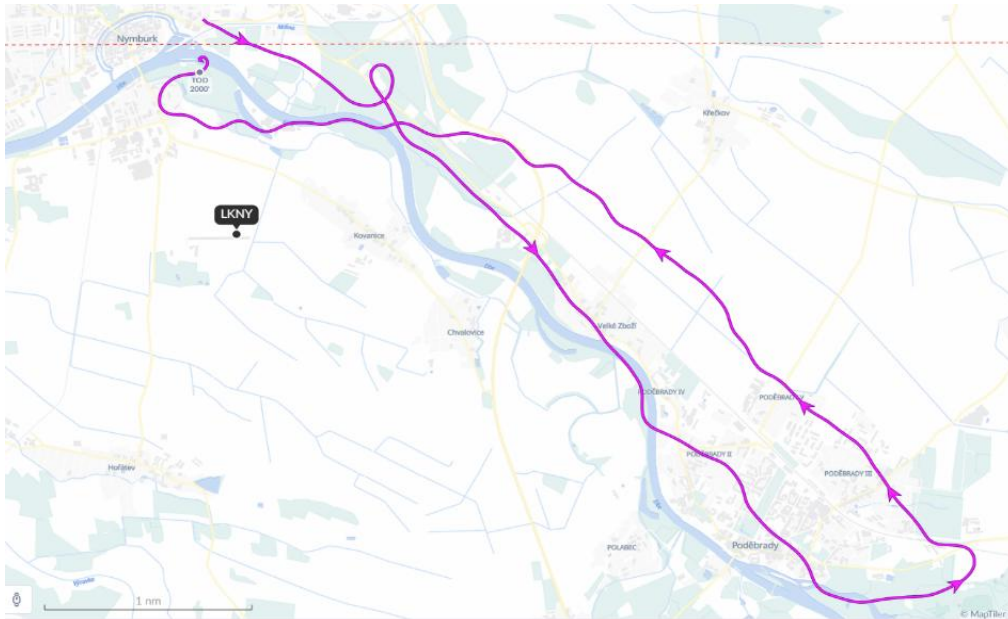 Nymburk
TOD
2000'
Křečkov
LKNY
Kovanice
Chvalovice
Velké Zboží
PODĚBRADY IV
PODĚBRADY V
PODĚBRADY II
PODĚBRADY III
Hořátev
POLABEC
Poděbrady
1 nm
© MapTiler